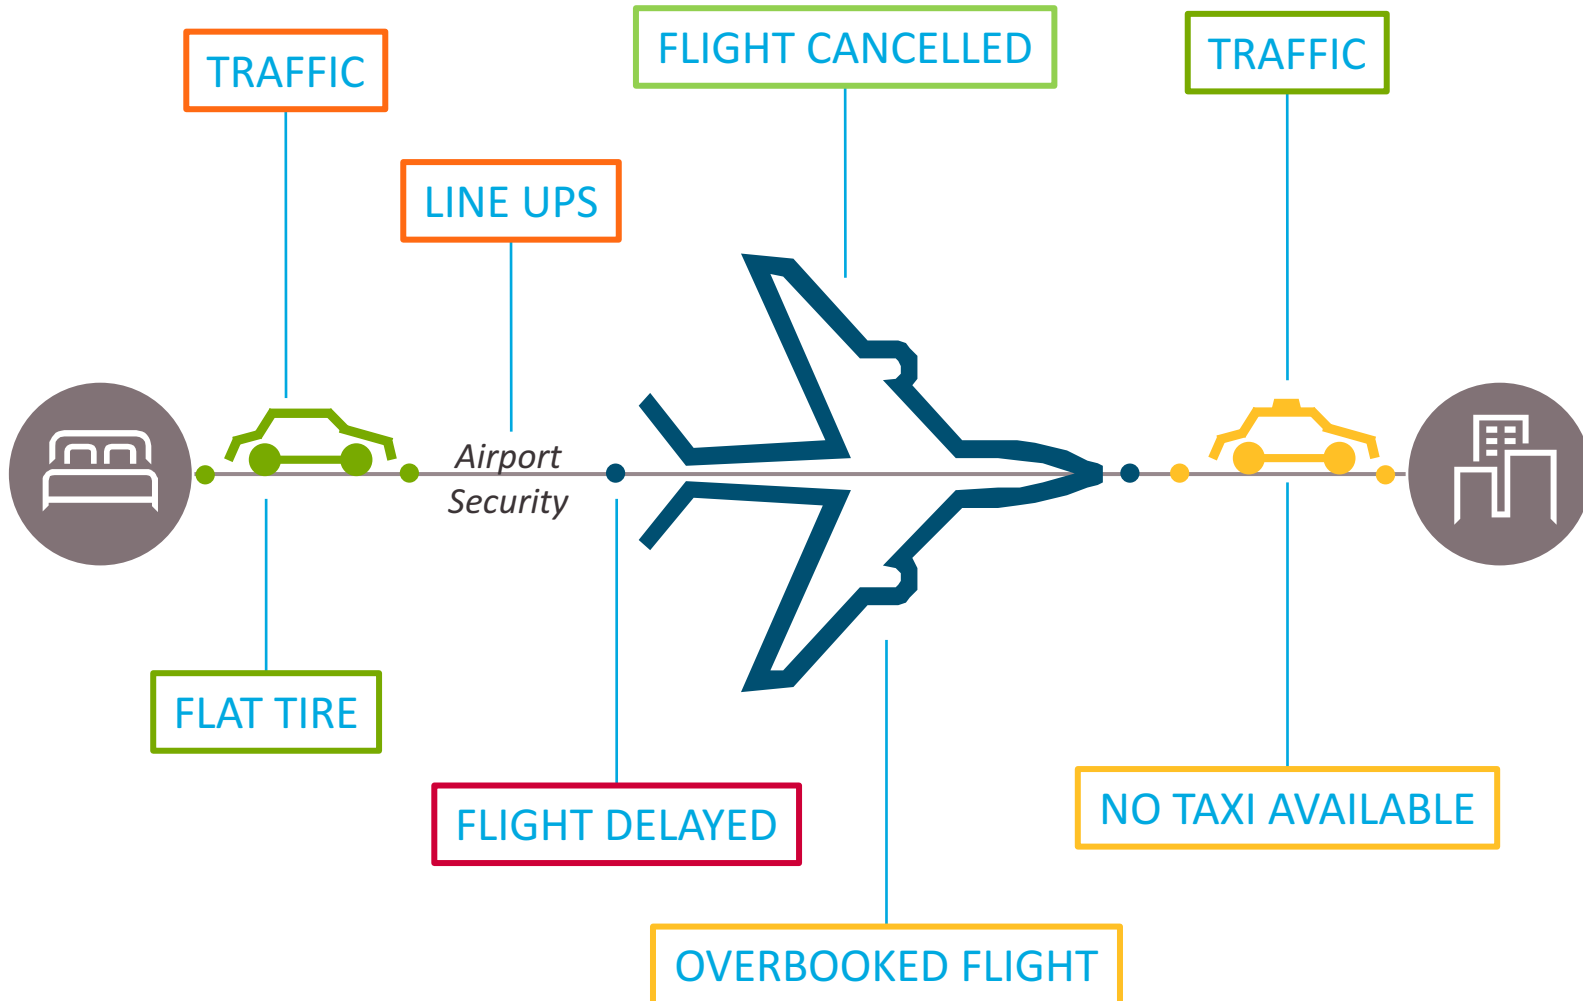 TRAFFIC
FLIGHT CANCELLED
TRAFFIC
LINE UPS
Airport
Security
FLAT TIRE
FLIGHT DELAYED
NO TAXI AVAILABLE
OVERBOOKED FLIGHT